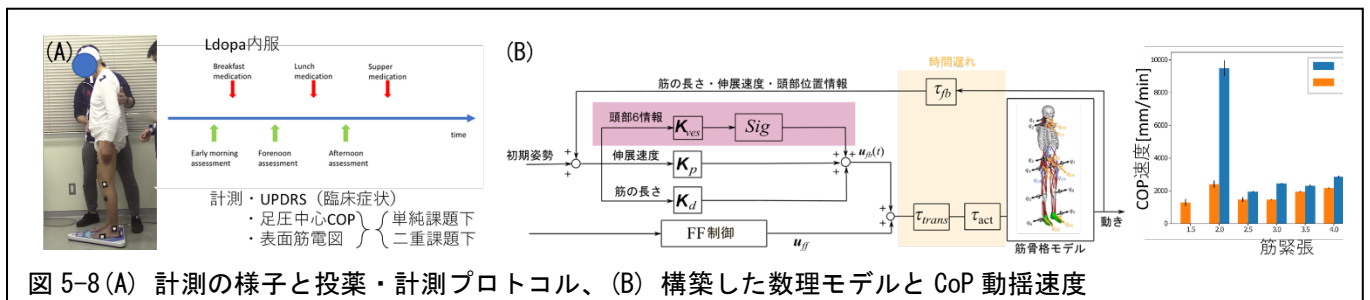 (A)
Ldopa内服
Breakfast medication
Lunch medication
Supper medication
time
Early morning assessment
Forenoon assessment
Afternoon assessment
計測・UPDRS（臨床症状）
・足圧中心COP
・表面筋電図
単純課題下
二重課題下
(B)
時間遅れ
筋の長さ・伸展速度・頭部位置情報
τfb
頭部6情報
Kves
Sig
初期姿勢
伸展速度
Kp
ufb(t)
筋の長さ
Kd
FF制御
uff
τtrans
τact
筋骨格モデル
動き
COP速度[mm/min]
10000
8000
6000
4000
2000
0
1.5 2.0 2.5 3.0 3.5 4.0
筋緊張
図 5-8(A) 計測の様子と投薬・計測プロトコル、(B) 構築した数理モデルと CoP 動揺速度